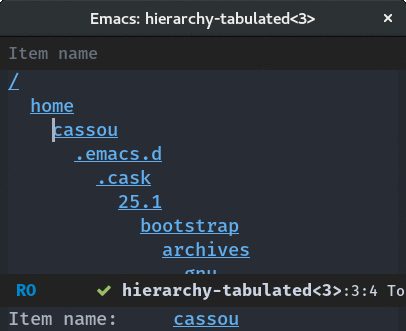 Emacs: hierarchy-tabulated<3> ×
Item name
/
home
cassou
.emacs.d
.cask
25.1
bootstrap
archives
gnu
RO ✔ hierarchy-tabulated<3>:3:4 To
Item name: cassou